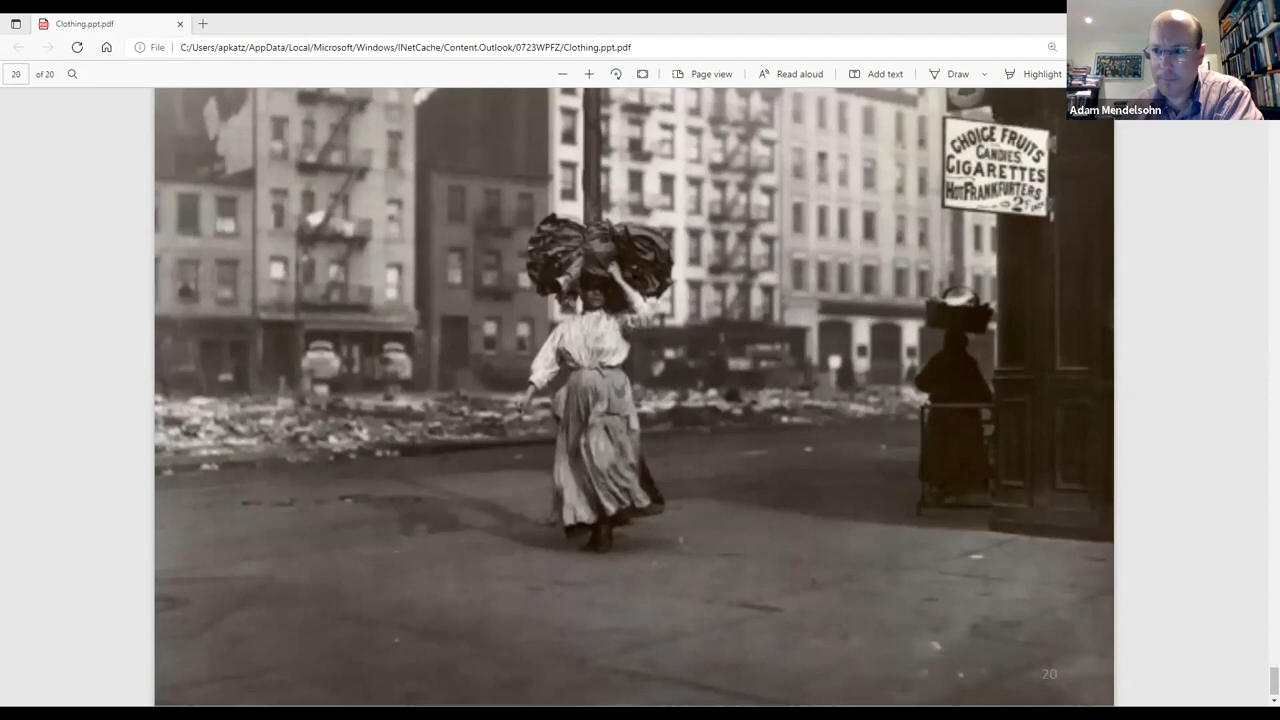 Clothing.ppt.pdf
File
C:/Users/apkatz/AppData/Local/Microsoft/Windows/INetCache/Content.Outlook/0723WPFZ/Clothing.ppt.pdf
20 of 20
Page view
Read aloud
Add text
Draw
Highlight
Adam Mendelsohn
CHOICE FRUITS
CANDIES
CIGARETTES
HOT FRANKFURTERS
2¢
20